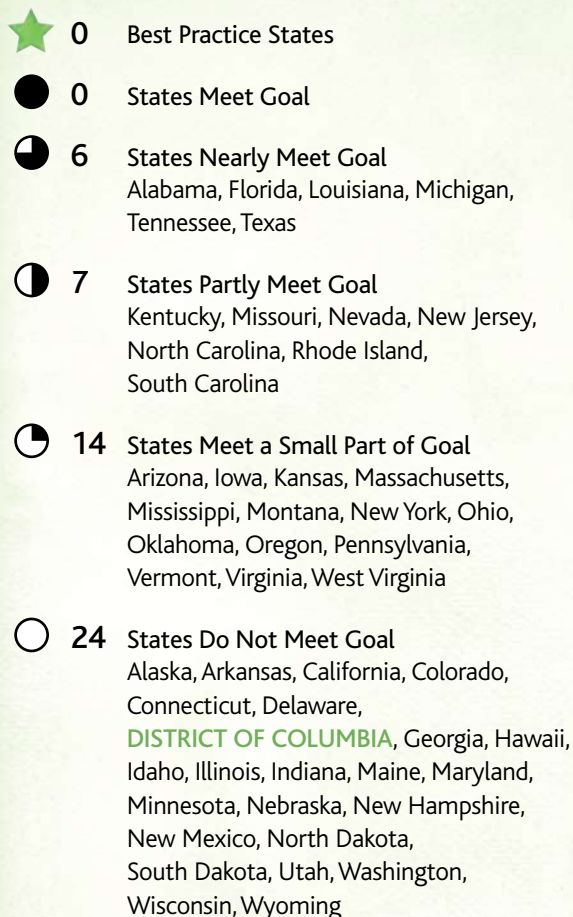 0 Best Practice States
0 States Meet Goal
6 States Nearly Meet Goal
Alabama, Florida, Louisiana, Michigan,
Tennessee, Texas
7 States Partly Meet Goal
Kentucky, Missouri, Nevada, New Jersey,
North Carolina, Rhode Island,
South Carolina
14 States Meet a Small Part of Goal
Arizona, Iowa, Kansas, Massachusetts,
Mississippi, Montana, New York, Ohio,
Oklahoma, Oregon, Pennsylvania,
Vermont, Virginia, West Virginia
24 States Do Not Meet Goal
Alaska, Arkansas, California, Colorado,
Connecticut, Delaware,
DISTRICT OF COLUMBIA, Georgia, Hawaii,
Idaho, Illinois, Indiana, Maine, Maryland,
Minnesota, Nebraska, New Hampshire,
New Mexico, North Dakota,
South Dakota, Utah, Washington,
Wisconsin, Wyoming